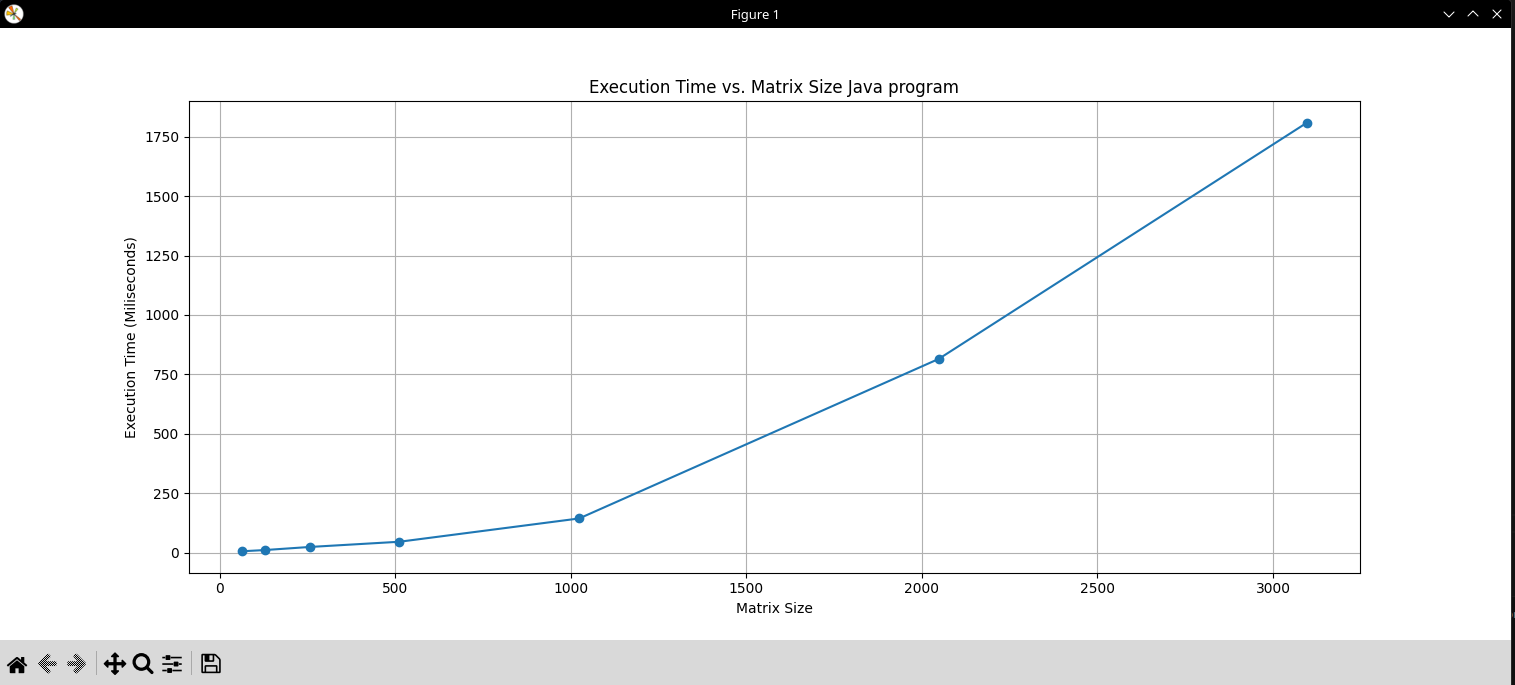 Figure 1
Execution Time vs. Matrix Size Java program
1750
1500
1250
1000
750
500
250
0
Execution Time (Miliseconds)
0 500 1000 1500 2000 2500 3000
Matrix Size